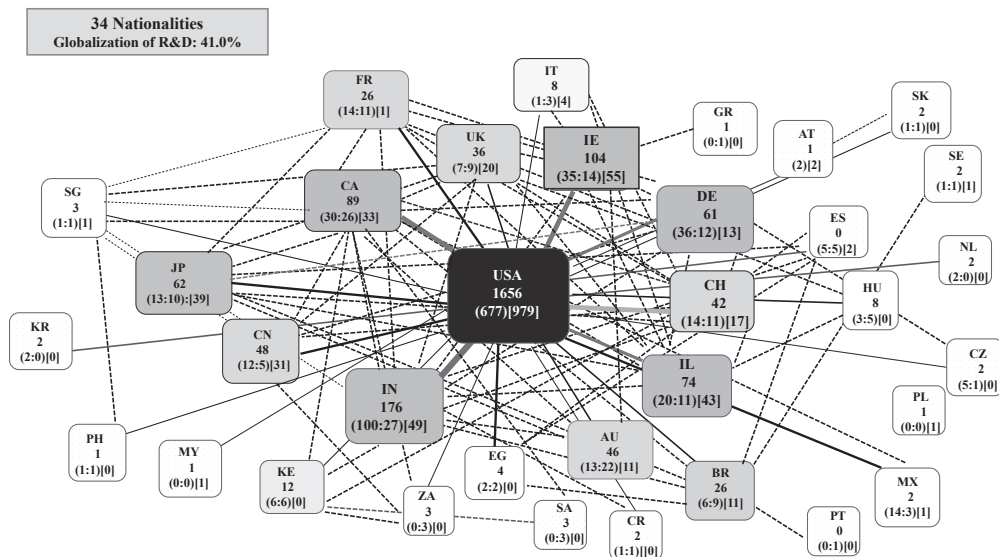 34 Nationalities
Globalization of R&D: 41.0%
FR
26
(14:11)[1]
IT
8
(1:3)[4]
UK
36
(7:9)[20]
IE
104
(35:14)[55]
GR
1
(0:1)[0]
AT
1
(2)[2]
SK
2
(1:1)[0]
SE
2
(1:1)[1]
SG
3
(1:1)[1]
CA
89
(30:26)[33]
DE
61
(36:12)[13]
ES
0
(5:5)[2]
NL
2
(2:0)[0]
JP
62
(13:10):[39]
USA
1656
(677)[979]
CH
42
(14:11)[17]
HU
8
(3:5)[0]
KR
2
(2:0)[0]
CN
48
(12:5)[31]
IN
176
(100:27)[49]
IL
74
(20:11)[43]
CZ
2
(5:1)[0]
PL
1
(0:0)[1]
PH
1
(1:1)[0]
MY
1
(0:0)[1]
KE
12
(6:6)[0]
ZA
3
(0:3)[0]
EG
4
(2:2)[0]
AU
46
(13:22)[11]
SA
3
(0:3)[0]
CR
2
(1:1)[[0]
BR
26
(6:9)[11]
PT
0
(0:1)[0]
MX
2
(14:3)[1]